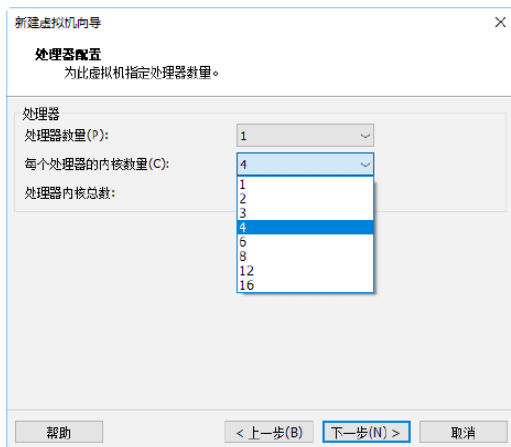 新建虚拟机向导
处理器配置
为此虚拟机指定处理器数量。
处理器
处理器数量(P): 1
每个处理器的内核数量(C): 4
处理器内核总数:
1
2
3
4
6
8
12
16
帮助 < 上一步(B) 下一步(N) > 取消